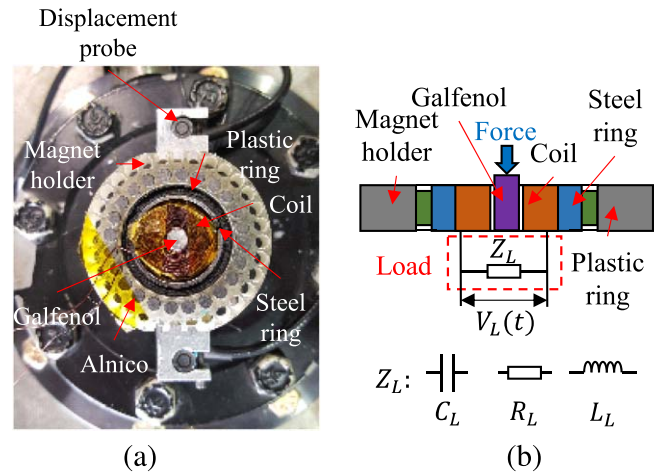 Displacement
probe
Magnet
holder
Plastic
ring
Coil
Galfenol
Alnico
Steel
ring
(a)
Galfenol
Steel
ring
Magnet
holder
Force
Coil
Load
Z_L
Plastic
ring
V_L(t)
Z_L:
C_L R_L L_L
(b)